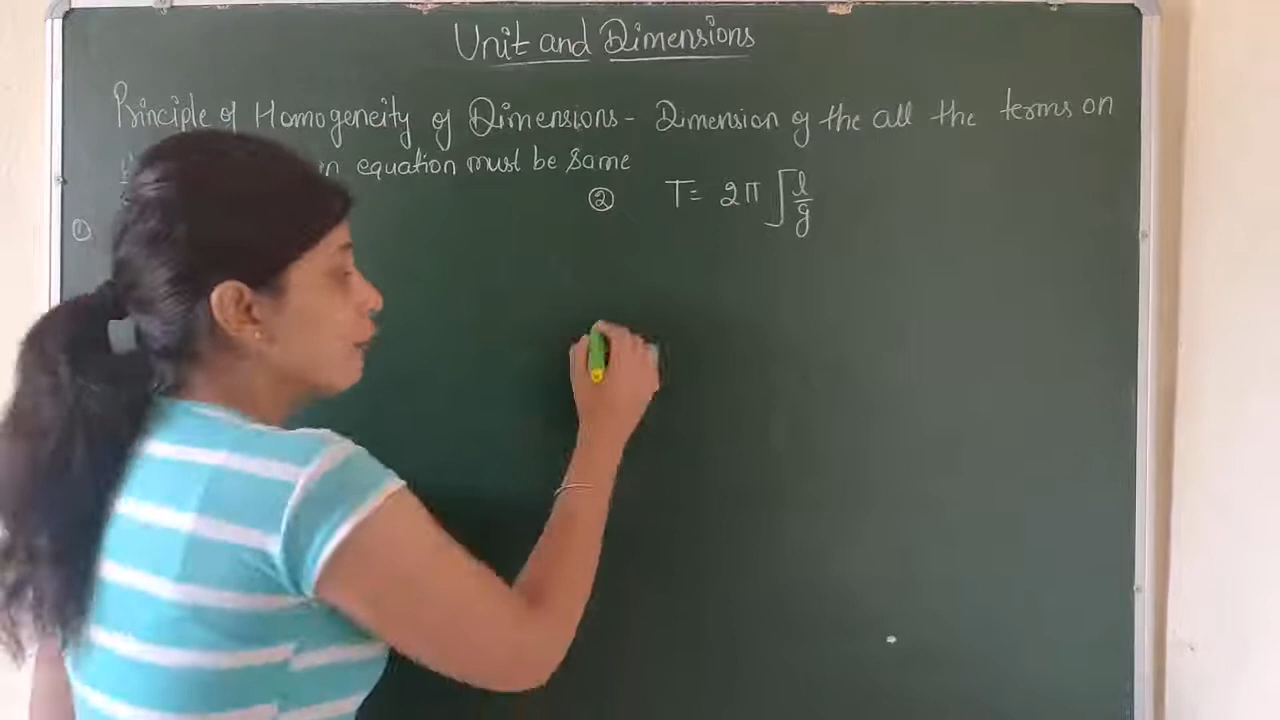 Unit and Dimensions
Principle of Homogeneity of Dimensions - Dimension of the all the terms on
equation must be same
② T = 2π √l/g
①